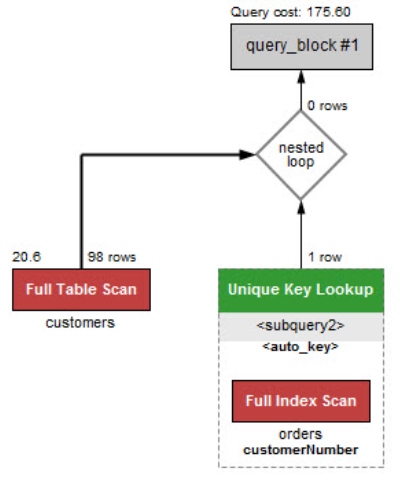 Query cost: 175.60
query_block #1
0 rows
nested
loop
20.6
98 rows
1 row
Full Table Scan
customers
Unique Key Lookup
<subquery2>
<auto_key>
Full Index Scan
orders
customerNumber